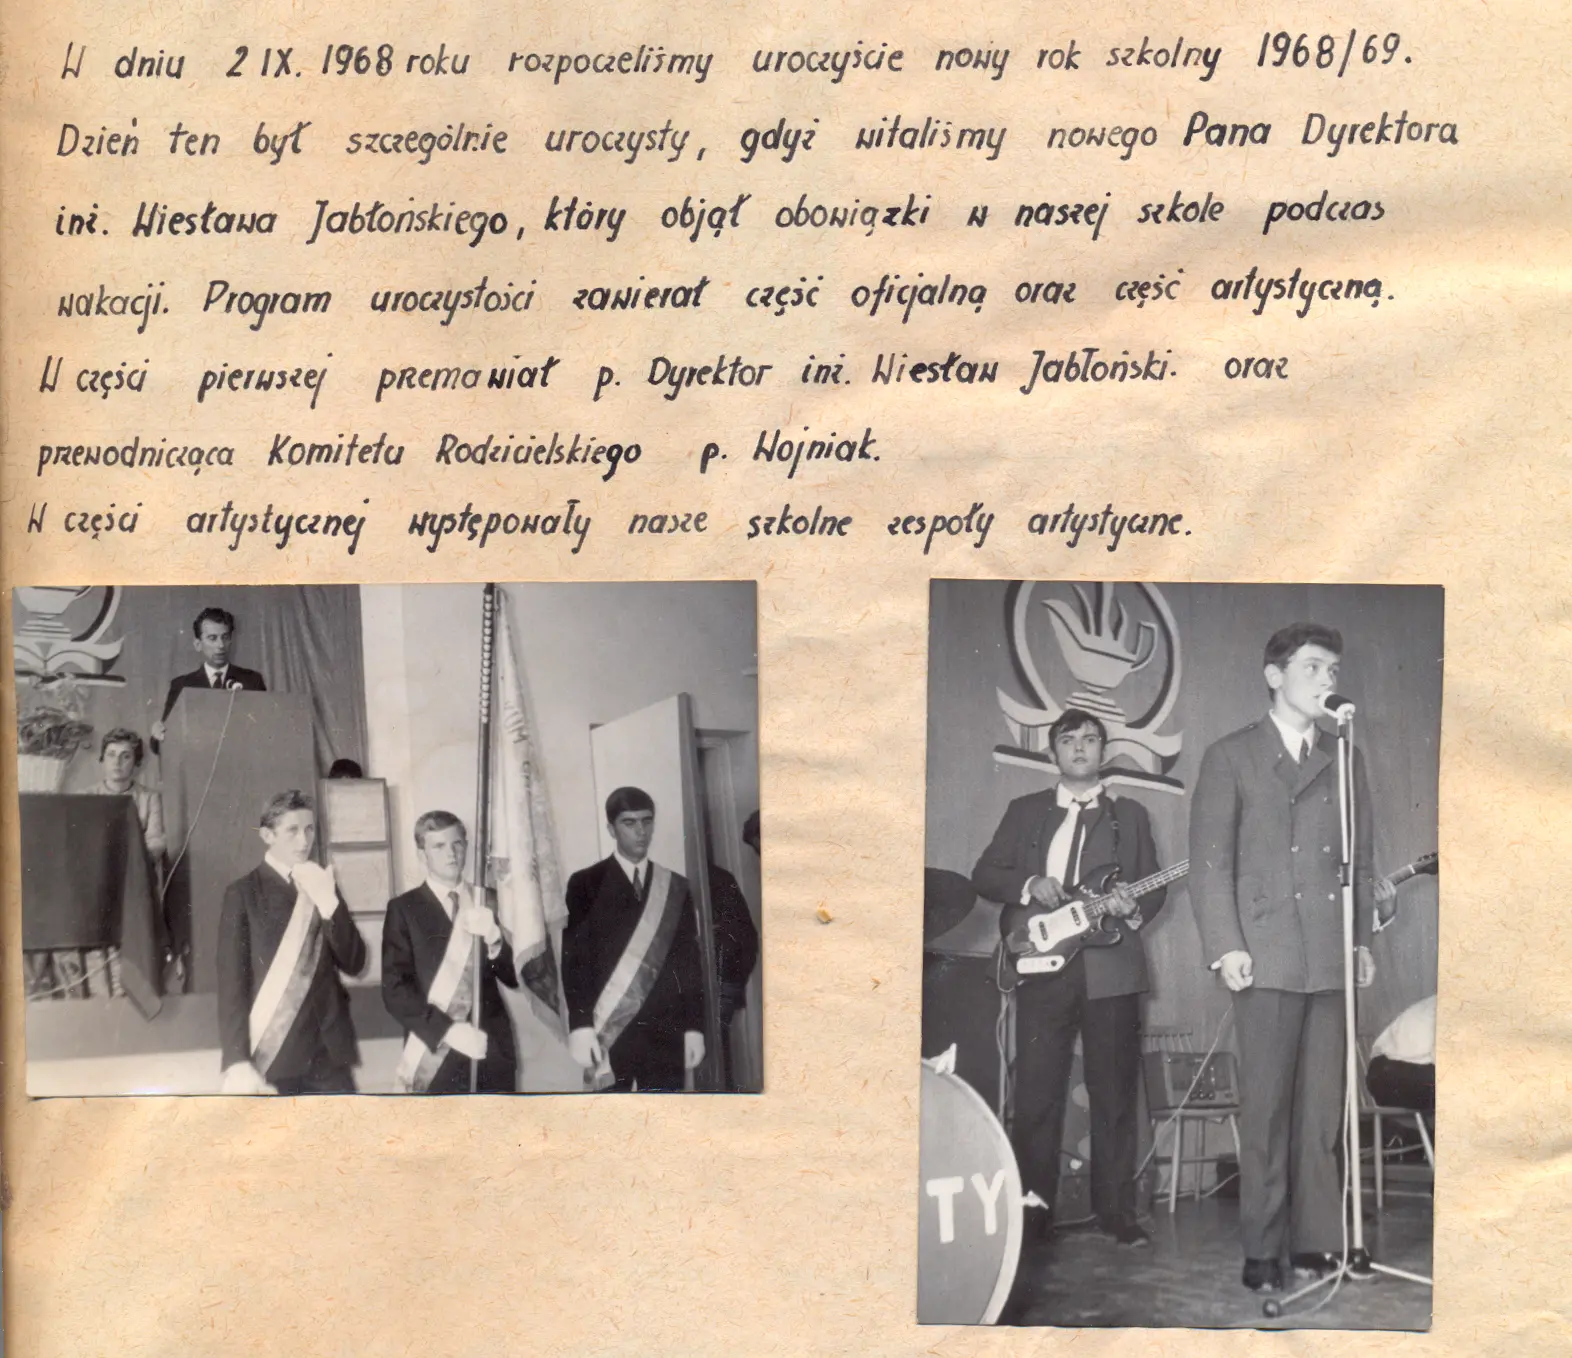 W dniu 2 IX. 1968 roku rozpoczeliśmy uroczyście nowy rok szkolny 1968/69.
Dzień ten był szczególnie uroczysty, gdyż witaliśmy nowego Pana Dyrektora
inż. Wiesława Jabłońskiego, który objął obowiązki w naszej szkole podczas
wakacji. Program uroczystości zawierał część oficjalną oraz część artystyczną.
W części pierwszej przemawiał p. Dyrektor inż. Wiesław Jabłoński. oraz
przewodnicząca Komitetu Rodzicielskiego p. Wojniak.
W części artystycznej występowały nasze szkolne zespoły artystyczne.
TY